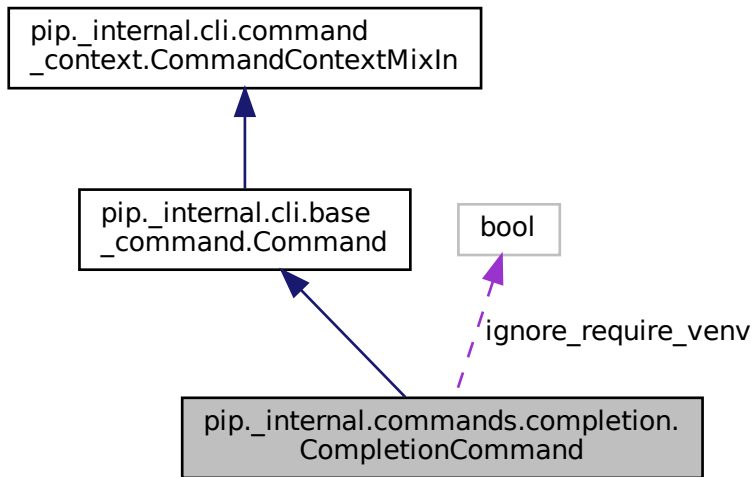 pip._internal.cli.command
_context.CommandContextMixIn
pip._internal.cli.base
_command.Command
bool
ignore_require_venv
pip._internal.commands.completion.
CompletionCommand